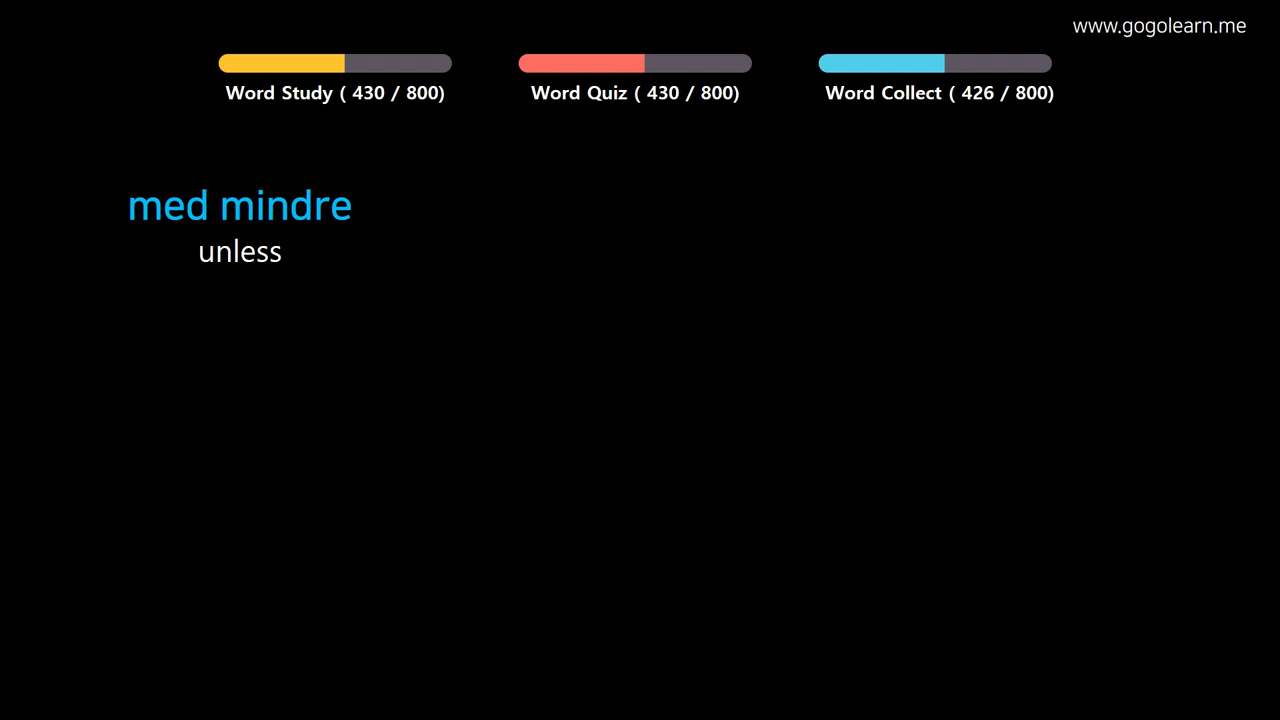 www.gogolearn.me
Word Study ( 430 / 800)
Word Quiz ( 430 / 800)
Word Collect ( 426 / 800)
med mindre
unless